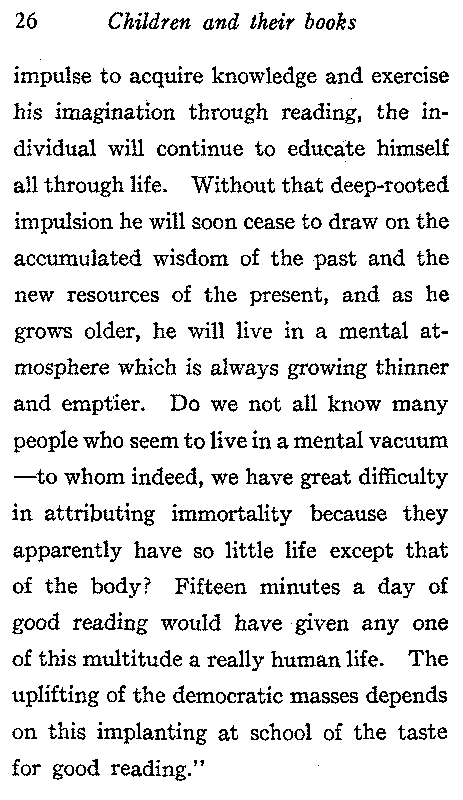 26 Children and their books
impulse to acquire knowledge and exercise
his imagination through reading, the in-
dividual will continue to educate himself
all through life. Without that deep-rooted
impulsion he will soon cease to draw on the
accumulated wisdom of the past and the
new resources of the present, and as he
grows older, he will live in a mental at-
mosphere which is always growing thinner
and emptier. Do we not all know many
people who seem to live in a mental vacuum
—to whom indeed, we have great difficulty
in attributing immortality because they
apparently have so little life except that
of the body? Fifteen minutes a day of
good reading would have given any one
of this multitude a really human life. The
uplifting of the democratic masses depends
on this implanting at school of the taste
for good reading."